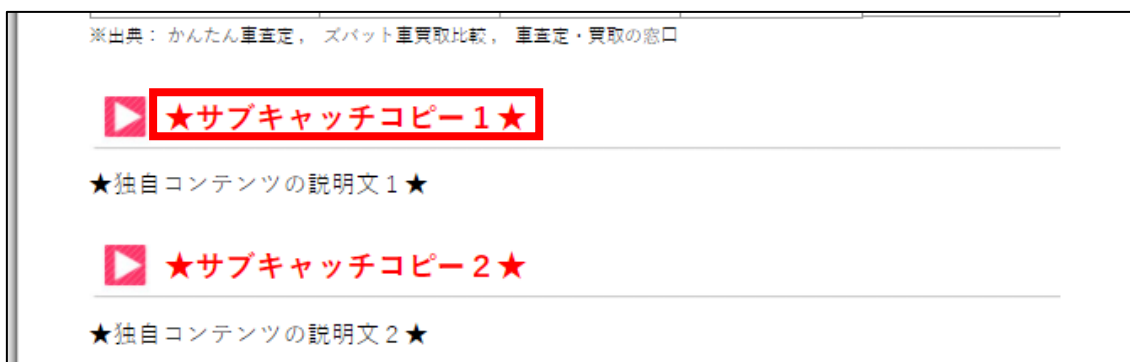 ※出典： かんたん車査定， ズバット車買取比較， 車査定・買取の窓口
★サブキャッチコピー１★
★独自コンテンツの説明文１★
★サブキャッチコピー２★
★独自コンテンツの説明文２★